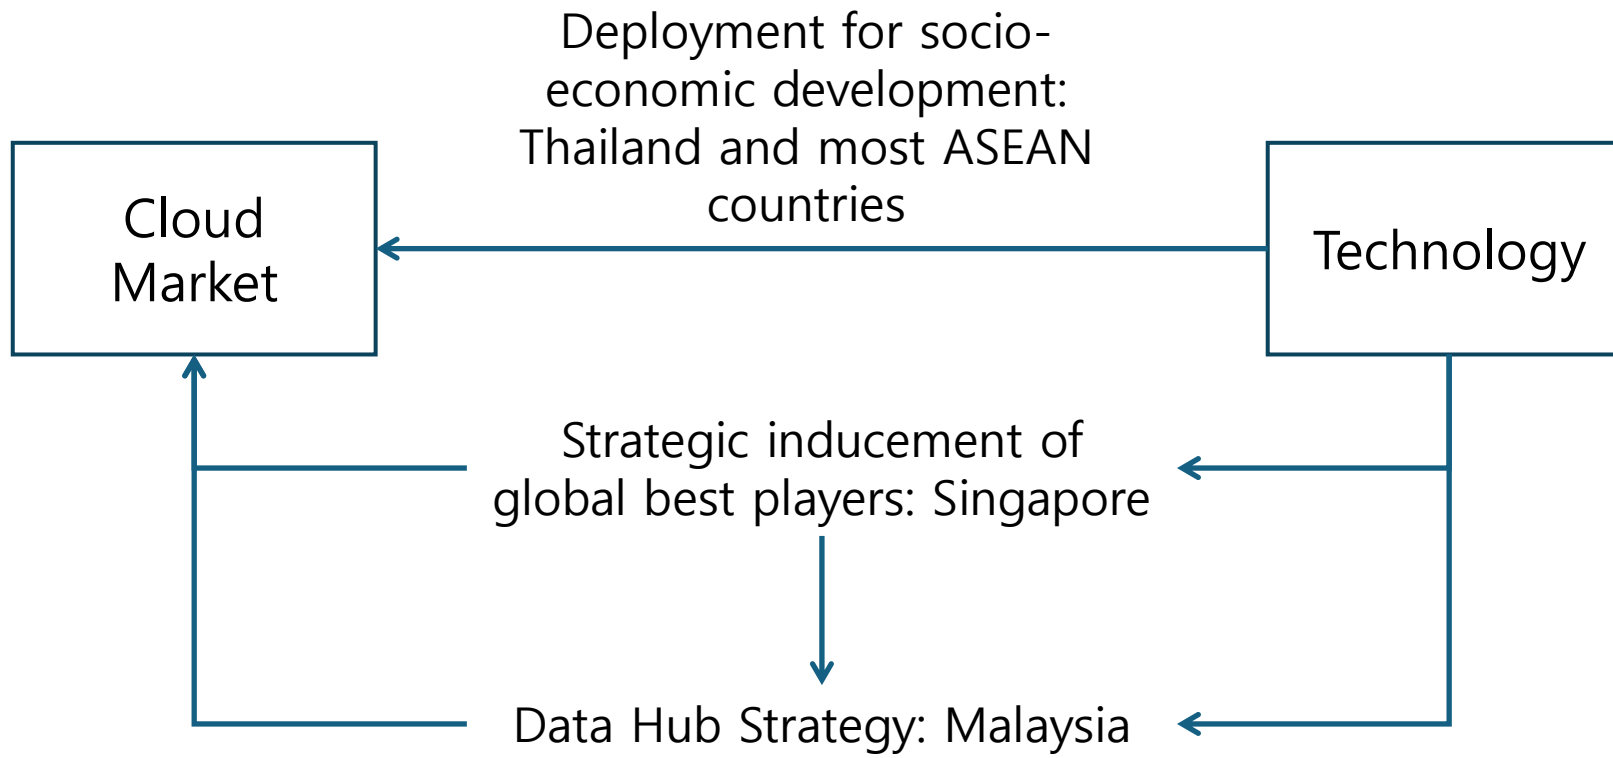 Deployment for socio-
economic development:
Thailand and most ASEAN
countries
Cloud
Market
Technology
Strategic inducement of
global best players: Singapore
Data Hub Strategy: Malaysia